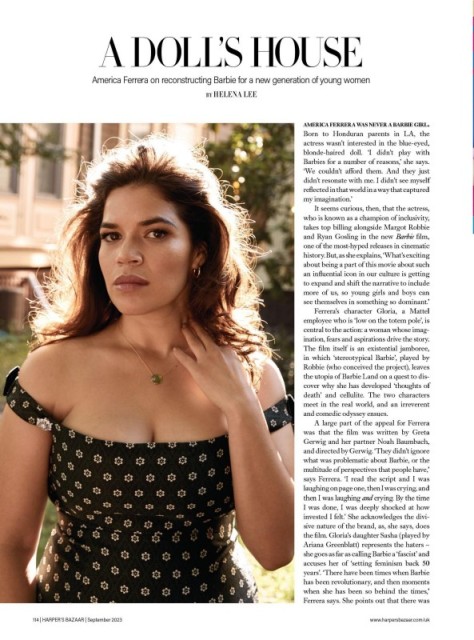 A DOLL'S HOUSE
America Ferrera on reconstructing Barbie for a new generation of young women
BY HELENA LEE
AMERICA FERRERA WAS NEVER A BARBIE GIRL.
Born to Honduran parents in LA, the
actress wasn't interested in the blue-eyed,
blonde-haired doll. 'I didn't play with
Barbies for a number of reasons,' she says.
'We couldn't afford them. And they just
didn't resonate with me. I didn't see myself
reflected in that world in a way that captured
my imagination.'
It seems curious, then, that the actress,
who is known as a champion of inclusivity,
takes top billing alongside Margot Robbie
and Ryan Gosling in the new Barbie film,
one of the most-hyped releases in cinematic
history. But, as she explains, 'What's exciting
about being a part of this movie about such
an influential icon in our culture is getting
to expand and shift the narrative to include
more of us, so young girls and boys can
see themselves in something so dominant.'
Ferrera's character Gloria, a Mattel
employee who is 'low on the totem pole', is
central to the action: a woman whose imag-
ination, fears and aspirations drive the story.
The film itself is an existential jamboree,
in which 'stereotypical Barbie', played by
Robbie (who conceived the project), leaves
the utopia of Barbie Land on a quest to dis-
cover why she has developed 'thoughts of
death' and cellulite. The two characters
meet in the real world, and an irreverent
and comedic odyssey ensues.
A large part of the appeal for Ferrera
was that the film was written by Greta
Gerwig and her partner Noah Baumbach,
and directed by Gerwig. 'They didn't ignore
what was problematic about Barbie, or the
multitude of perspectives that people have,'
says Ferrera. 'I read the script and I was
laughing on page one, then I was crying, and
then I was laughing and crying. By the time
I was done, I was deeply shocked at how
invested I felt.' She acknowledges the divi-
sive nature of the brand, as, she says, does
the film. Gloria's daughter Sasha (played by
Ariana Greenblatt) represents the haters –
she goes as far as calling Barbie a 'fascist' and
accuses her of 'setting feminism back 50
years'. 'There have been times when Barbie
has been revolutionary, and then moments
when she has been so behind the times,'
Ferrera says. She points out that there was
114 | HARPER'S BAZAAR | September 2023
www.harpersbazaar.com/uk